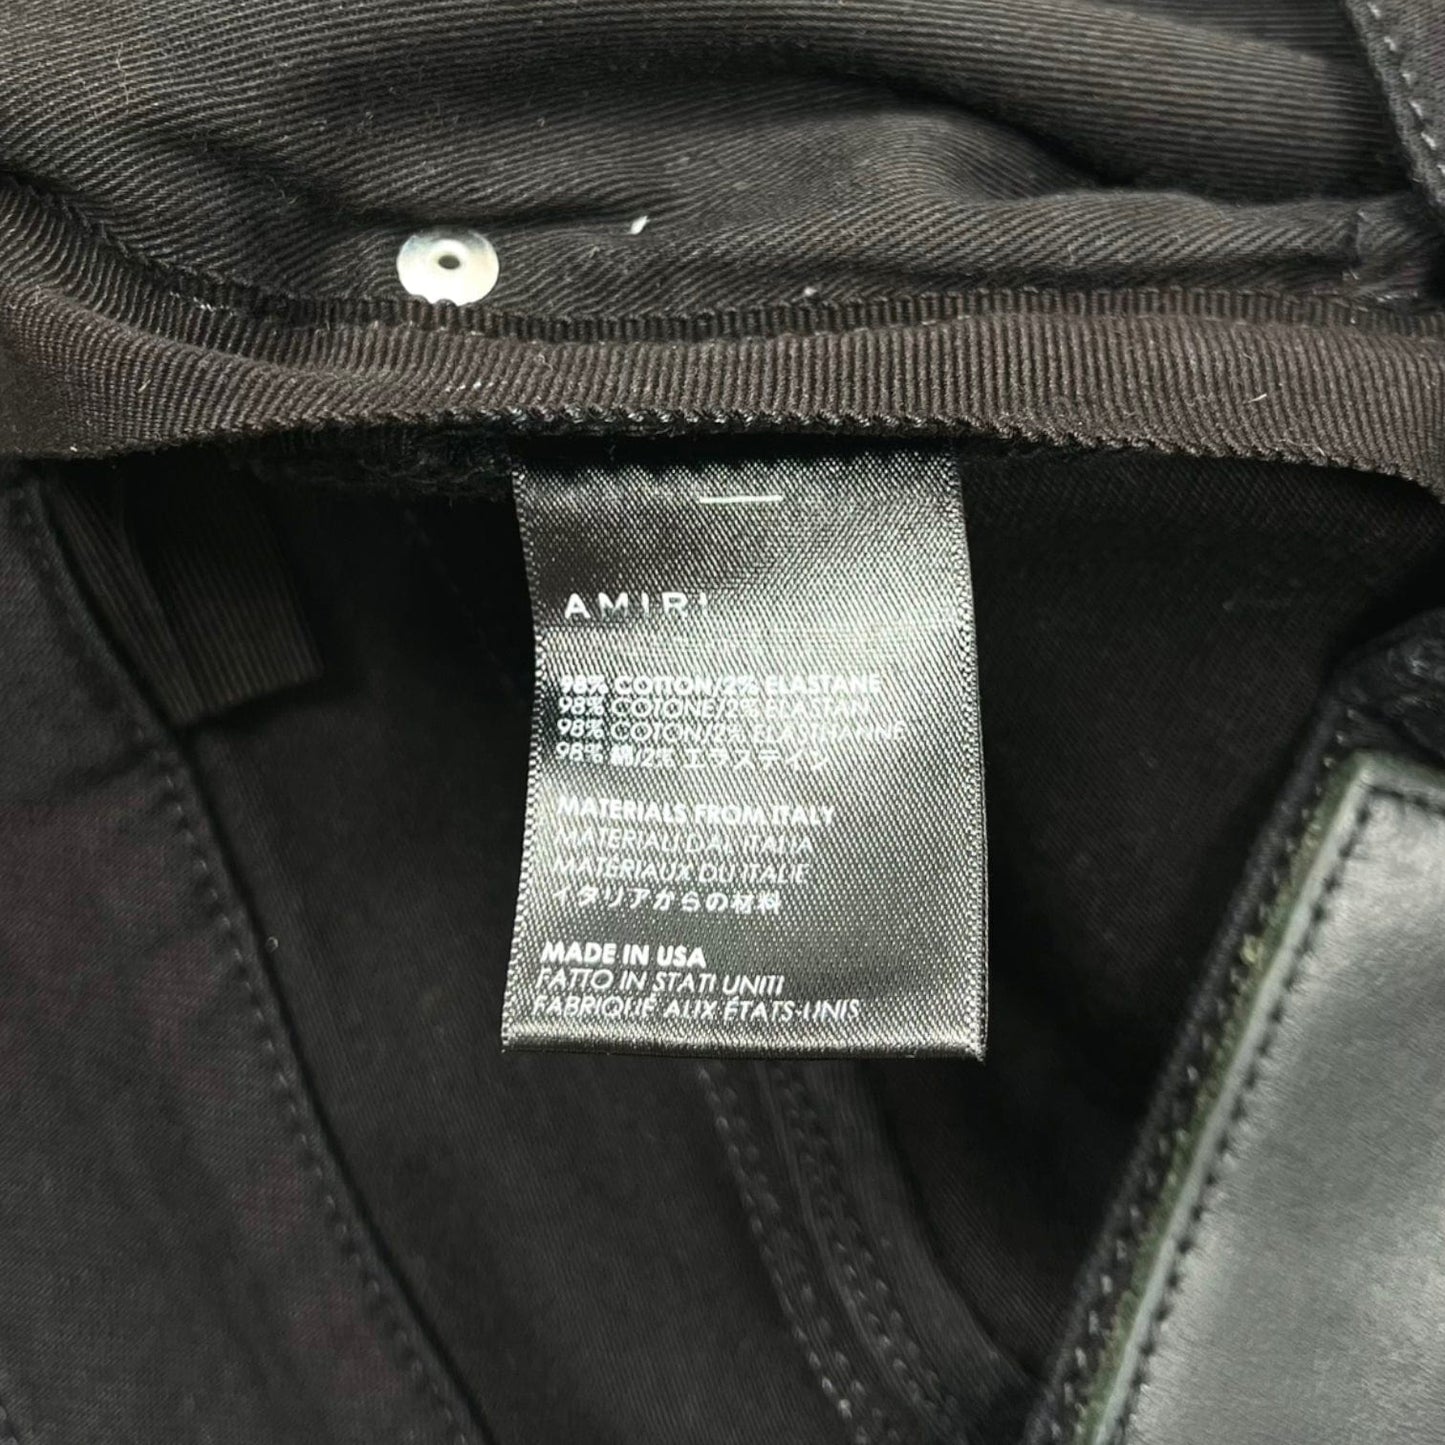 AMIRI
98% COTTON/2% ELASTANE
98% COTONE/2% ELASTAN
98% COTON/2% ELASTHANNE
98% 綿/2% エラステイン
MATERIALS FROM ITALY
MATERIALI DALL'ITALIA
MATERIAUX DU ITALIE
イタリアからの材料
MADE IN USA
FATTO IN STATI UNITI
FABRIQUÉ AUX ÉTATS-UNIS